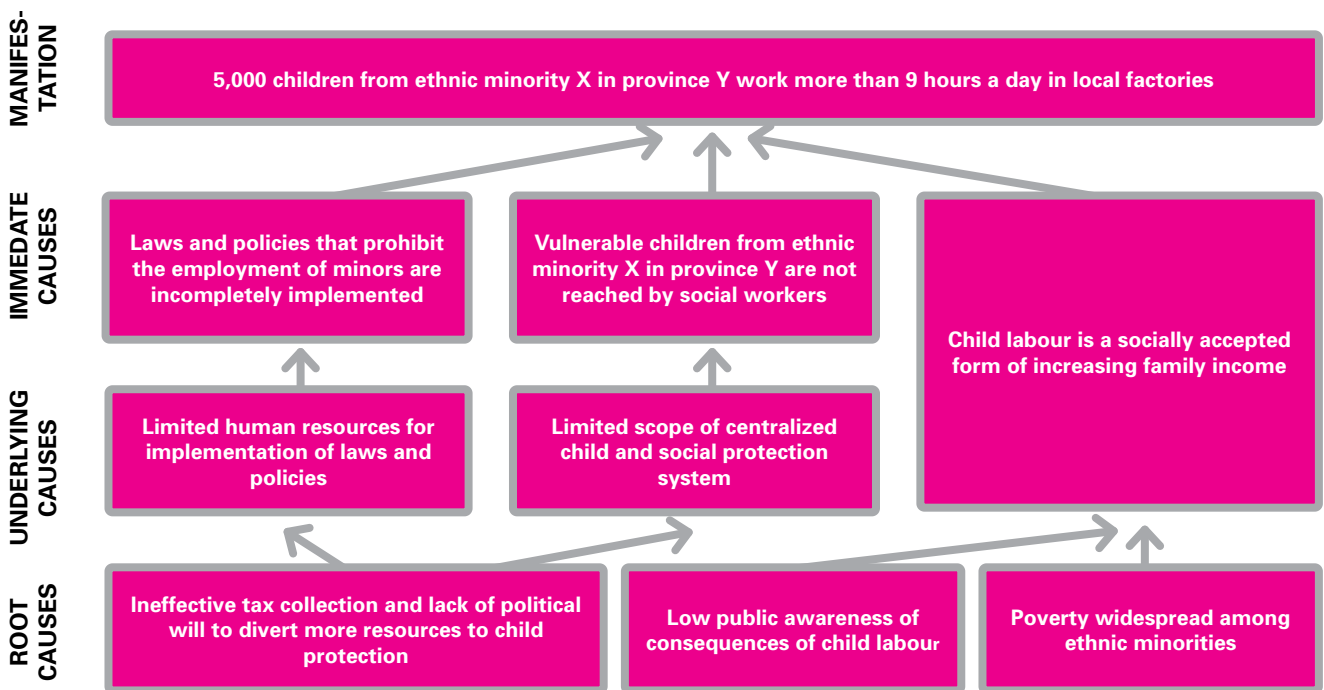 MANIFES-
TATION
5,000 children from ethnic minority X in province Y work more than 9 hours a day in local factories
IMMEDATE
CAUSES
Laws and policies that prohibit
the employment of minors are
incompletely implemented
Vulnerable children from ethnic
minority X in province Y are not
reached by social workers
Child labour is a socially accepted
form of increasing family income
UNDERLYING
CAUSES
Limited human resources for
implementation of laws and
policies
Limited scope of centralized
child and social protection
system
ROOT
CAUSES
Ineffective tax collection and lack of political
will to divert more resources to child
protection
Low public awareness of
consequences of child labour
Poverty widespread among
ethnic minorities